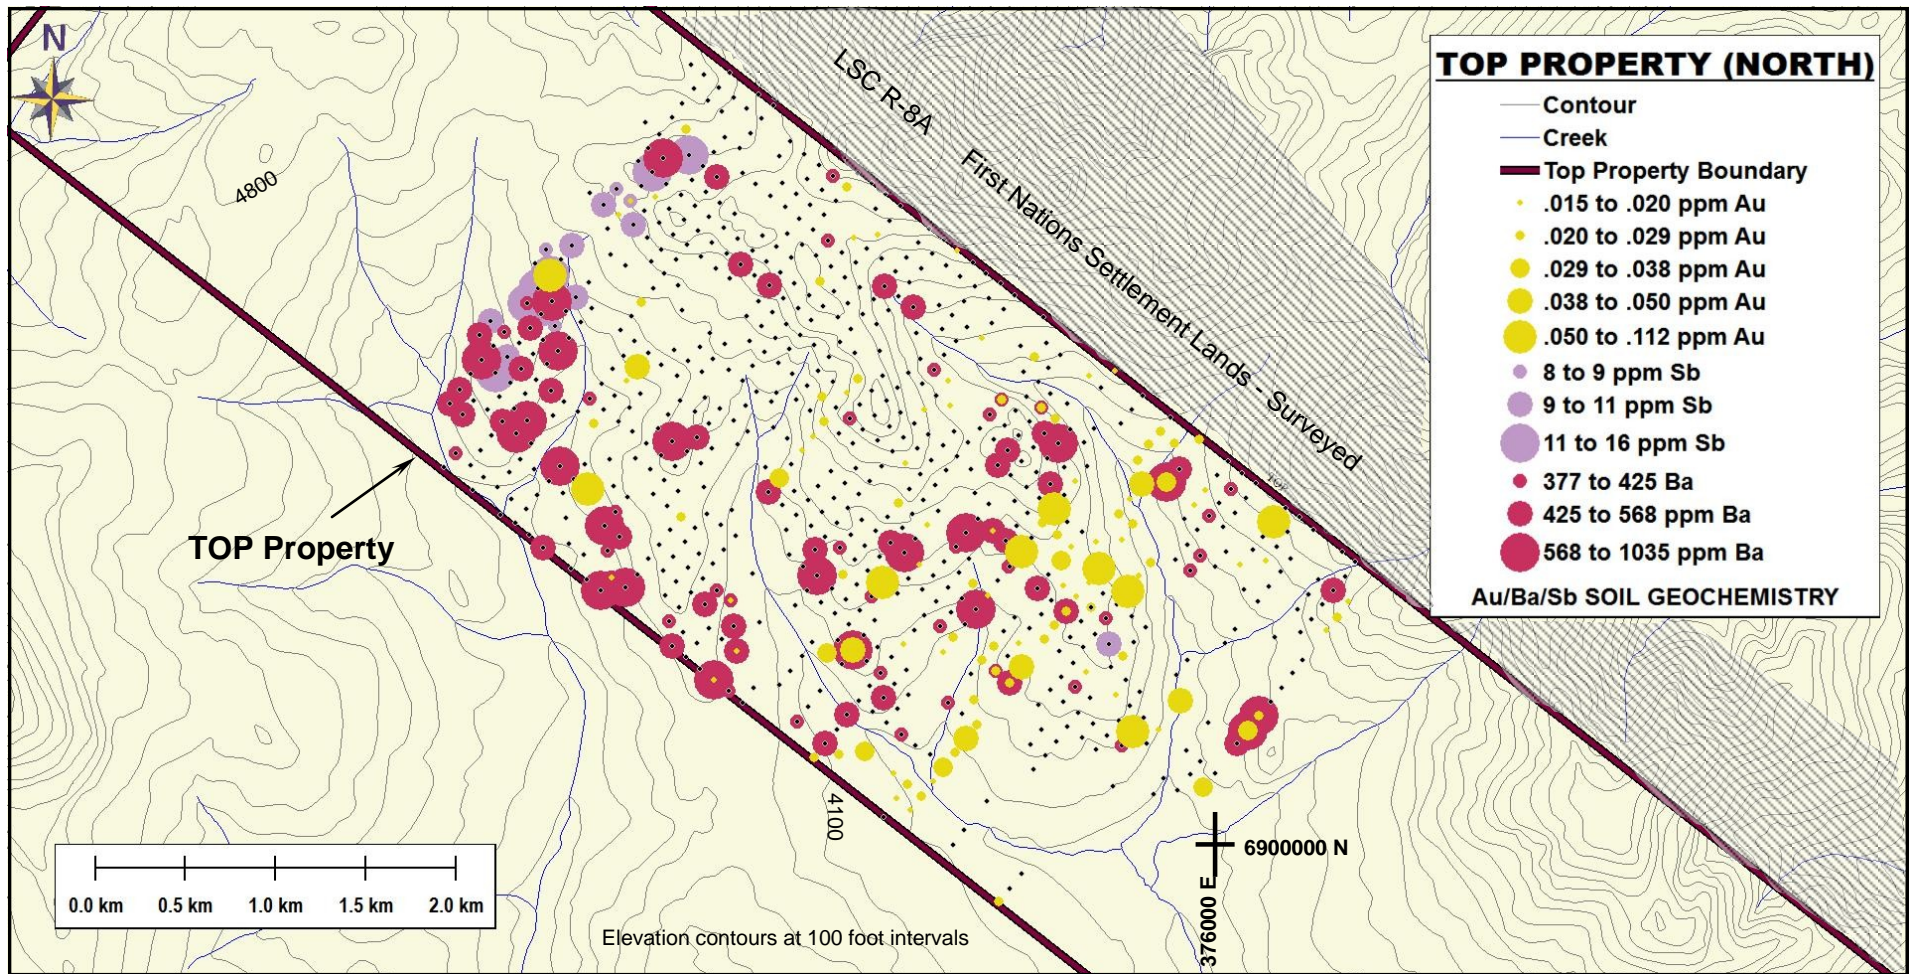 N
4800
LSC R-8A
First Nations Settlement Lands - Surveyed
TOP Property
4100
6900000 N
376000 E
0.0 km 0.5 km 1.0 km 1.5 km 2.0 km
Elevation contours at 100 foot intervals
TOP PROPERTY (NORTH)
Contour
Creek
Top Property Boundary
.015 to .020 ppm Au
.020 to .029 ppm Au
.029 to .038 ppm Au
.038 to .050 ppm Au
.050 to .112 ppm Au
8 to 9 ppm Sb
9 to 11 ppm Sb
11 to 16 ppm Sb
377 to 425 Ba
425 to 568 ppm Ba
568 to 1035 ppm Ba
Au/Ba/Sb SOIL GEOCHEMISTRY